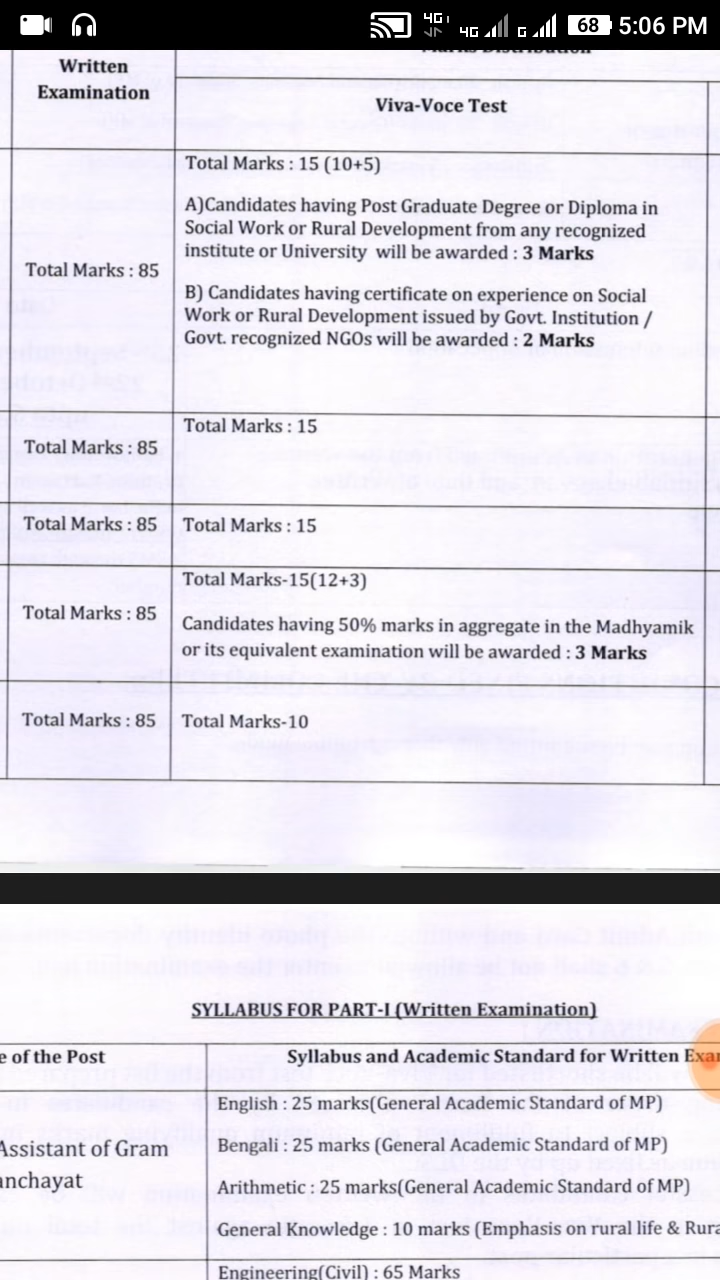 4G 4G G 68 5:06 PM
Marks Distribution
Written
Examination
Viva-Voce Test
Total Marks : 15 (10+5)
A)Candidates having Post Graduate Degree or Diploma in
Social Work or Rural Development from any recognized
institute or University will be awarded : 3 Marks
Total Marks : 85
B) Candidates having certificate on experience on Social
Work or Rural Development issued by Govt. Institution /
Govt. recognized NGOs will be awarded : 2 Marks
Total Marks : 85
Total Marks : 15
Total Marks : 85
Total Marks : 15
Total Marks-15(12+3)
Total Marks : 85
Candidates having 50% marks in aggregate in the Madhyamik
or its equivalent examination will be awarded : 3 Marks
Total Marks : 85
Total Marks-10
SYLLABUS FOR PART-I (Written Examination)
e of the Post
Syllabus and Academic Standard for Written Exa
English : 25 marks(General Academic Standard of MP)
Assistant of Gram
anchayat
Bengali : 25 marks (General Academic Standard of MP)
Arithmetic : 25 marks(General Academic Standard of MP)
General Knowledge : 10 marks (Emphasis on rural life & Rura
Engineering(Civil) : 65 Marks